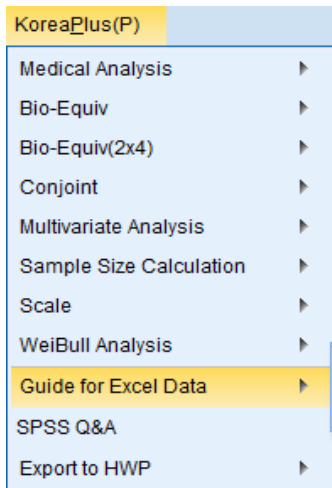 KoreaPlus(P)
Medical Analysis
Bio-Equiv
Bio-Equiv(2x4)
Conjoint
Multivariate Analysis
Sample Size Calculation
Scale
WeiBull Analysis
Guide for Excel Data
SPSS Q&A
Export to HWP